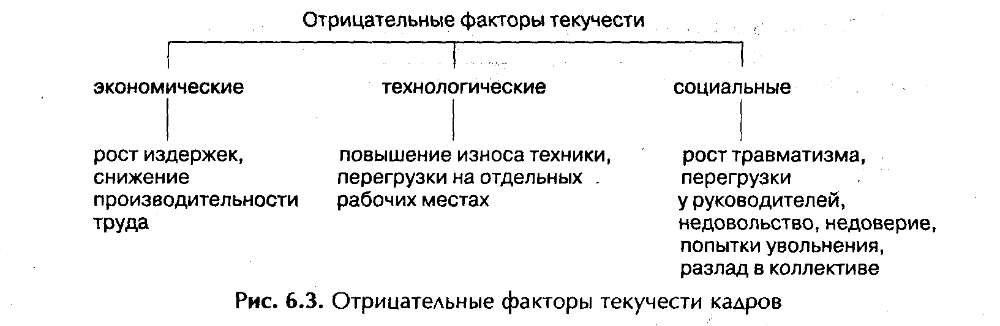 Отрицательные факторы текучести
экономические
технологические
социальные
рост издержек,
снижение
производительности
труда
повышение износа техники,
перегрузки на отдельных
рабочих местах
рост травматизма,
перегрузки
у руководителей,
недовольство, недоверие,
попытки увольнения,
разлад в коллективе
Рис. 6.3. Отрицательные факторы текучести кадров